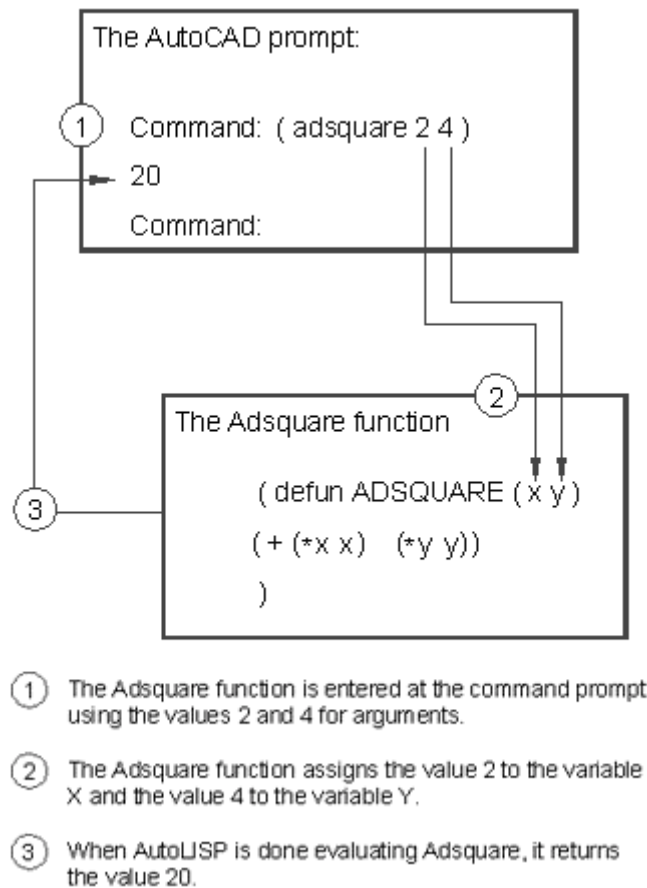 The AutoCAD prompt:
1
Command: ( adsquare 2 4 )
20
Command:
2
The Adsquare function
( defun ADSQUARE ( x y )
( + (*x x) (*y y))
)
3
1 The Adsquare function is entered at the command prompt
using the values 2 and 4 for arguments.
2 The Adsquare function assigns the value 2 to the variable
X and the value 4 to the variable Y.
3 When AutoLISP is done evaluating Adsquare, it returns
the value 20.